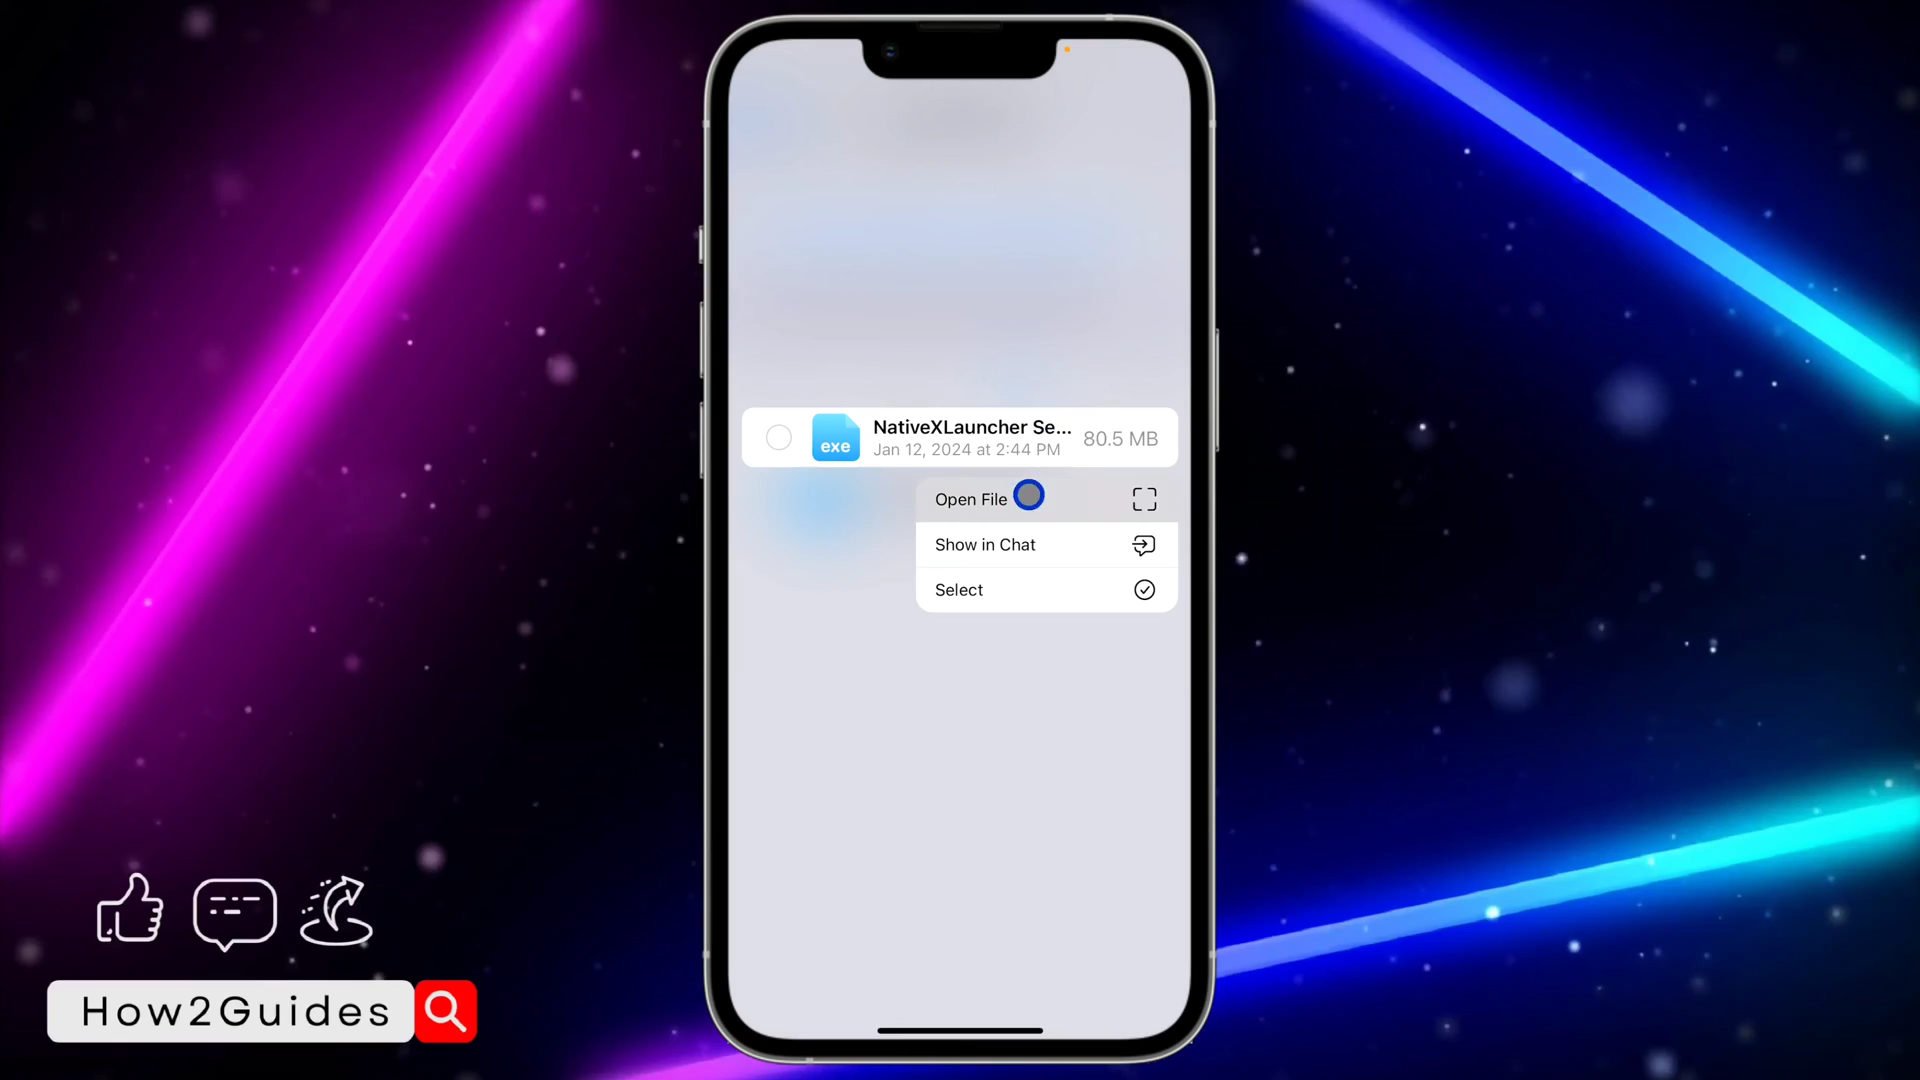 NativeXLauncher Se...
80.5 MB
exe
Jan 12, 2024 at 2:44 PM
Open File
Show in Chat
Select
How2Guides